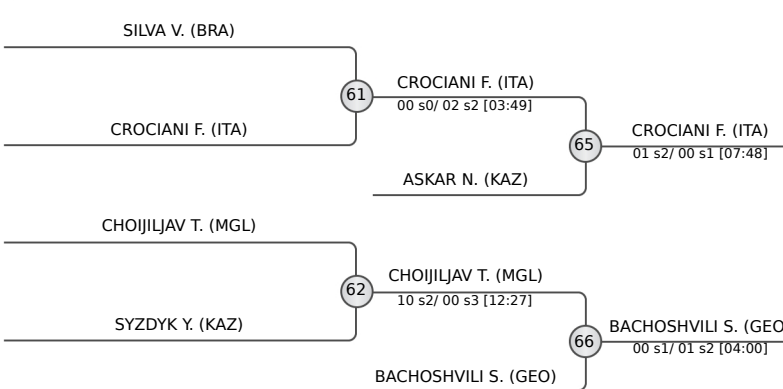 SILVA V. (BRA)
61
CROCIANI F. (ITA)
00 s0/ 02 s2 [03:49]
CROCIANI F. (ITA)
65
CROCIANI F. (ITA)
01 s2/ 00 s1 [07:48]
ASKAR N. (KAZ)
CHOIJILJAV T. (MGL)
62
CHOIJILJAV T. (MGL)
10 s2/ 00 s3 [12:27]
SYZDYK Y. (KAZ)
66
BACHOSHVILI S. (GEO
00 s1/ 01 s2 [04:00]
BACHOSHVILI S. (GEO)